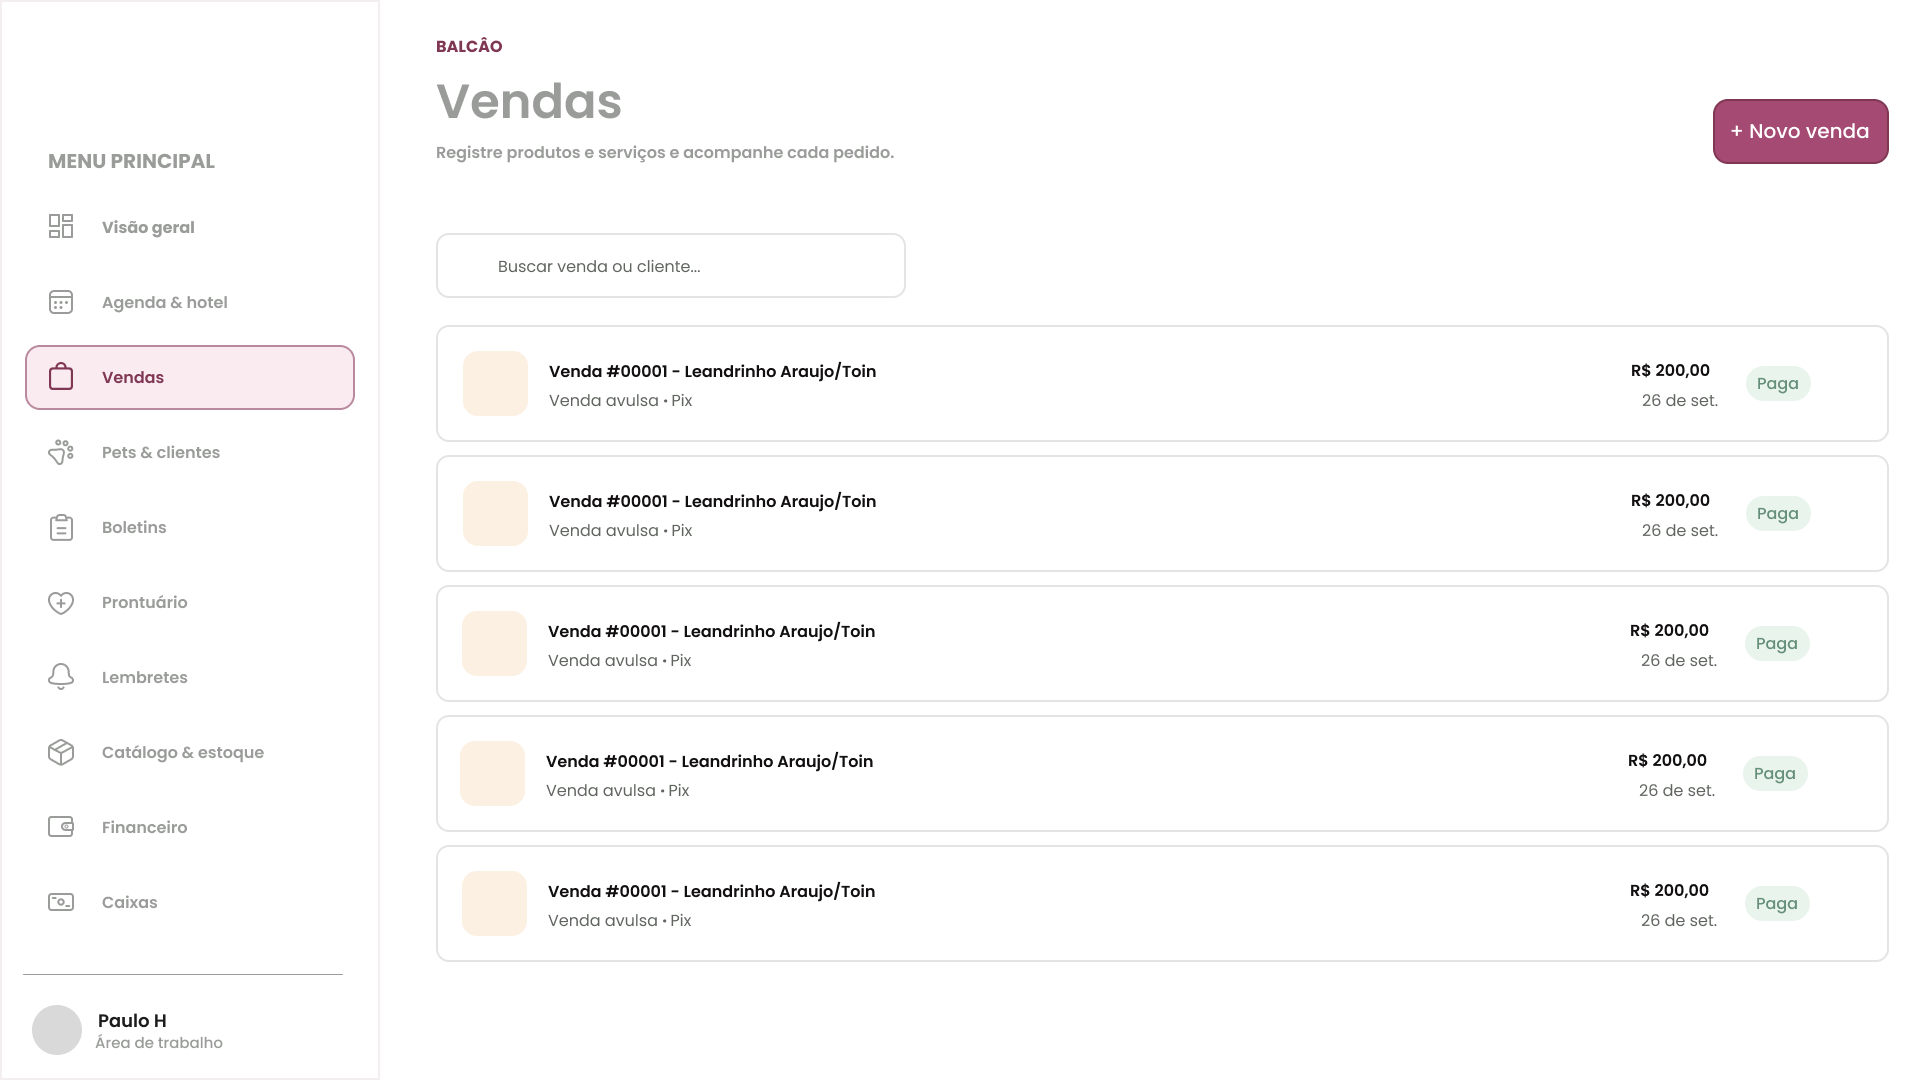 MENU PRINCIPAL
Visão geral
Agenda & hotel
Vendas
Pets & clientes
Boletins
Prontuário
Lembretes
Catálogo & estoque
Financeiro
Caixas
Paulo H
Área de trabalho
BALCÂO
Vendas
Registre produtos e serviços e acompanhe cada pedido.
+ Novo venda
Buscar venda ou cliente...
Venda #00001 - Leandrinho Araujo/Toin
Venda avulsa • Pix
R$ 200,00
26 de set.
Paga
Venda #00001 - Leandrinho Araujo/Toin
Venda avulsa • Pix
R$ 200,00
26 de set.
Paga
Venda #00001 - Leandrinho Araujo/Toin
Venda avulsa • Pix
R$ 200,00
26 de set.
Paga
Venda #00001 - Leandrinho Araujo/Toin
Venda avulsa • Pix
R$ 200,00
26 de set.
Paga
Venda #00001 - Leandrinho Araujo/Toin
Venda avulsa • Pix
R$ 200,00
26 de set.
Paga